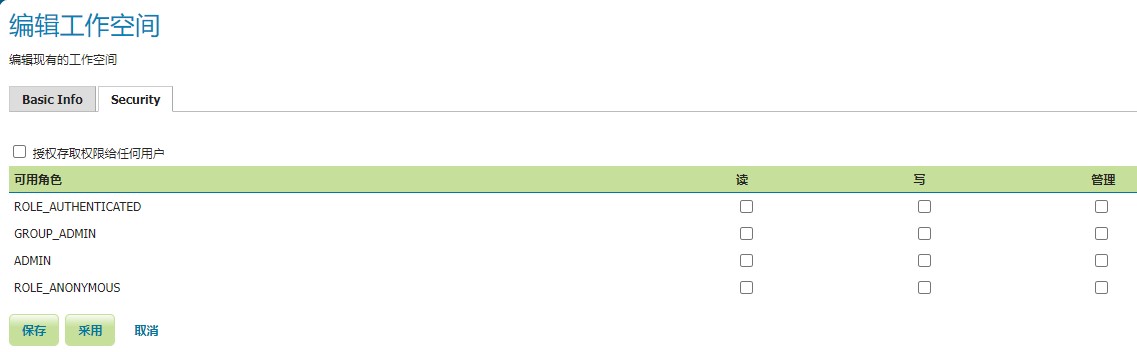 编辑工作空间
编辑现有的工作空间
Basic Info Security
授权存取权限给任何用户
可用角色 读 写 管理
ROLE_AUTHENTICATED
GROUP_ADMIN
ADMIN
ROLE_ANONYMOUS
保存 采用 取消